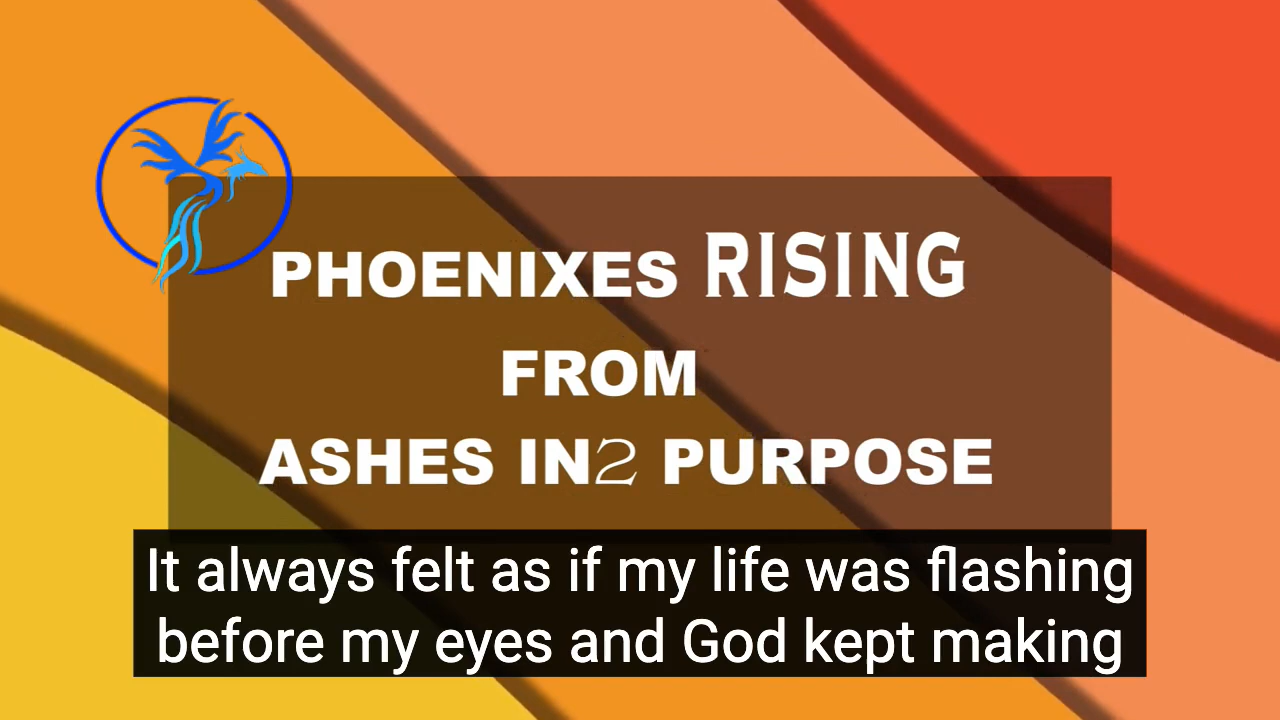 PHOENIXES RISING
FROM
ASHES IN2 PURPOSE
It always felt as if my life was flashing
before my eyes and God kept making